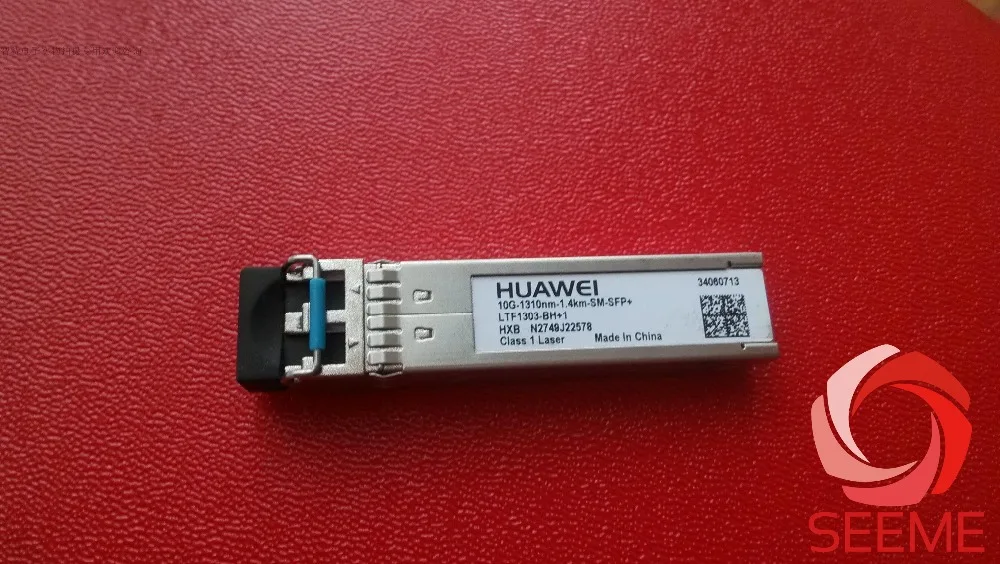 HUAWEI 34060713
10G-1310nm-1.4km-SM-SFP+
LTF1303-BH+1
HXB N2749J22578
Class 1 Laser Made In China
SEEME